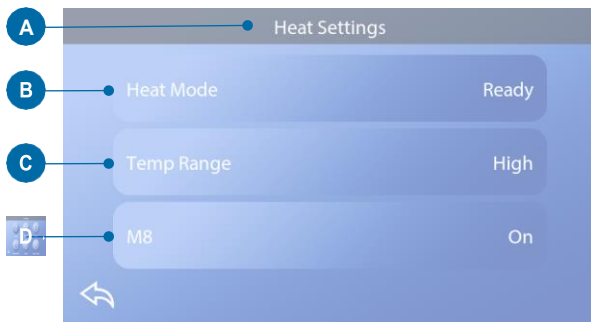 A Heat Settings
B Heat Mode Ready
C Temp Range High
D M8 On